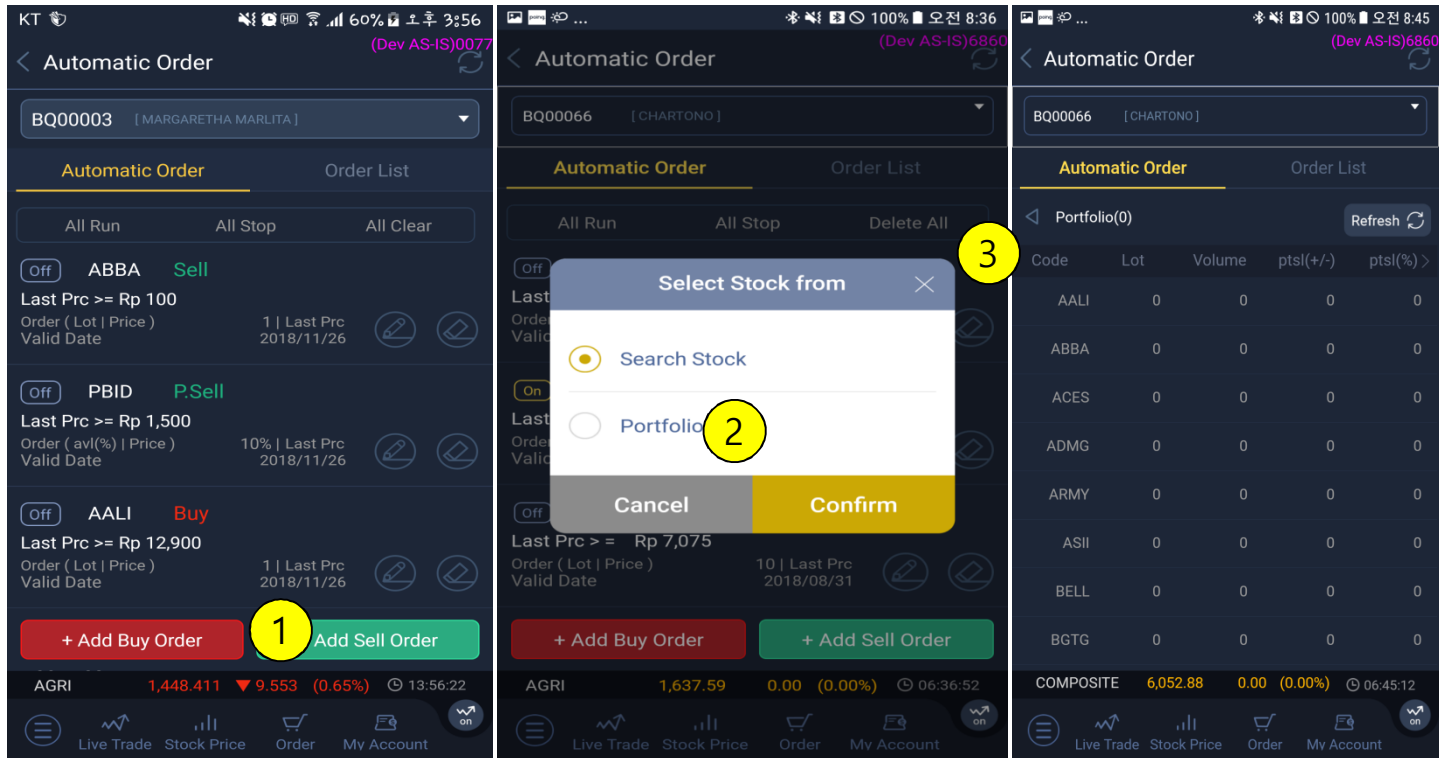 KT 60% 오후 3:56
(Dev AS-IS)0077
Automatic Order
BQ00003 [ MARGARETHA MARLITA ]
Automatic Order Order List
All Run All Stop All Clear
Off ABBA Sell
Last Prc >= Rp 100
Order ( Lot | Price ) 1 | Last Prc
Valid Date 2018/11/26
Off PBID P.Sell
Last Prc >= Rp 1,500
Order ( avl(%) | Price ) 10% | Last Prc
Valid Date 2018/11/26
Off AALI Buy
Last Prc >= Rp 12,900
Order ( Lot | Price ) 1 | Last Prc
Valid Date 2018/11/26
+ Add Buy Order 1 Add Sell Order
AGRI 1,448.411 ▼ 9.553 (0.65%) 13:56:22
Live Trade Stock Price Order My Account on
... 100% 오전 8:36
(Dev AS-IS)6860
Automatic Order
BQ00066 [ CHARTONO ]
Automatic Order Order List
All Run All Stop Delete All
Off
Select Stock from
Last
Order
Valid
Search Stock
On
Last
Portfolio 2
Order
Valid
Cancel Confirm
Off
Last Prc > = Rp 7,075
Order ( Lot | Price ) 10 | Last Prc
Valid Date 2018/08/31
+ Add Buy Order + Add Sell Order
AGRI 1,637.59 0.00 (0.00%) 06:36:52
Live Trade Stock Price Order My Account on
... 100% 오전 8:45
(Dev AS-IS)6860
Automatic Order
BQ00066 [ CHARTONO ]
Automatic Order Order List
Portfolio(0) Refresh
3
Code Lot Volume ptsl(+/-) ptsl(%)
AALI 0 0 0 0
ABBA 0 0 0 0
ACES 0 0 0 0
ADMG 0 0 0 0
ARMY 0 0 0 0
ASII 0 0 0 0
BELL 0 0 0 0
BGTG 0 0 0 0
COMPOSITE 6,052.88 0.00 (0.00%) 06:45:12
Live Trade Stock Price Order My Account on